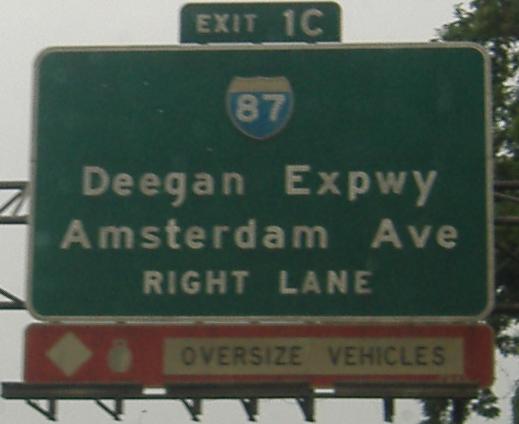 EXIT 1C
87
Deegan Expwy
Amsterdam Ave
RIGHT LANE
OVERSIZE VEHICLES